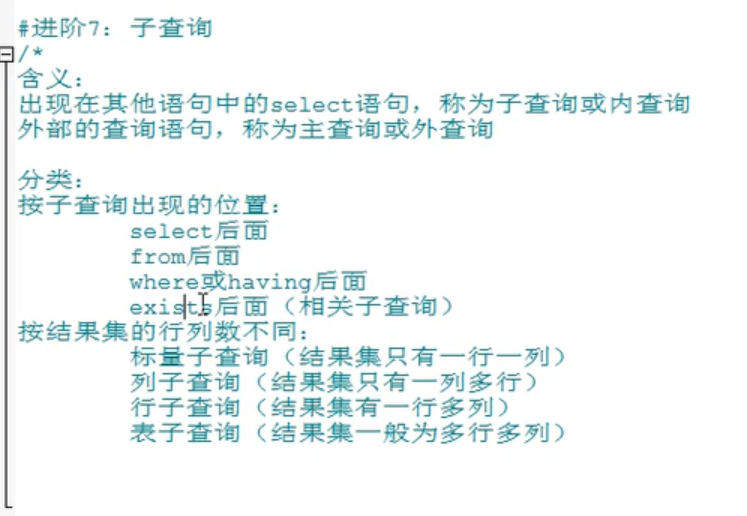 #进阶7：子查询
/*
含义：
出现在其他语句中的select语句，称为子查询或内查询
外部的查询语句，称为主查询或外查询
分类：
按子查询出现的位置：
select后面
from后面
where或having后面
exists后面（相关子查询）
按结果集的行列数不同：
标量子查询（结果集只有一行一列）
列子查询（结果集只有一列多行）
行子查询（结果集有一行多列）
表子查询（结果集一般为多行多列）